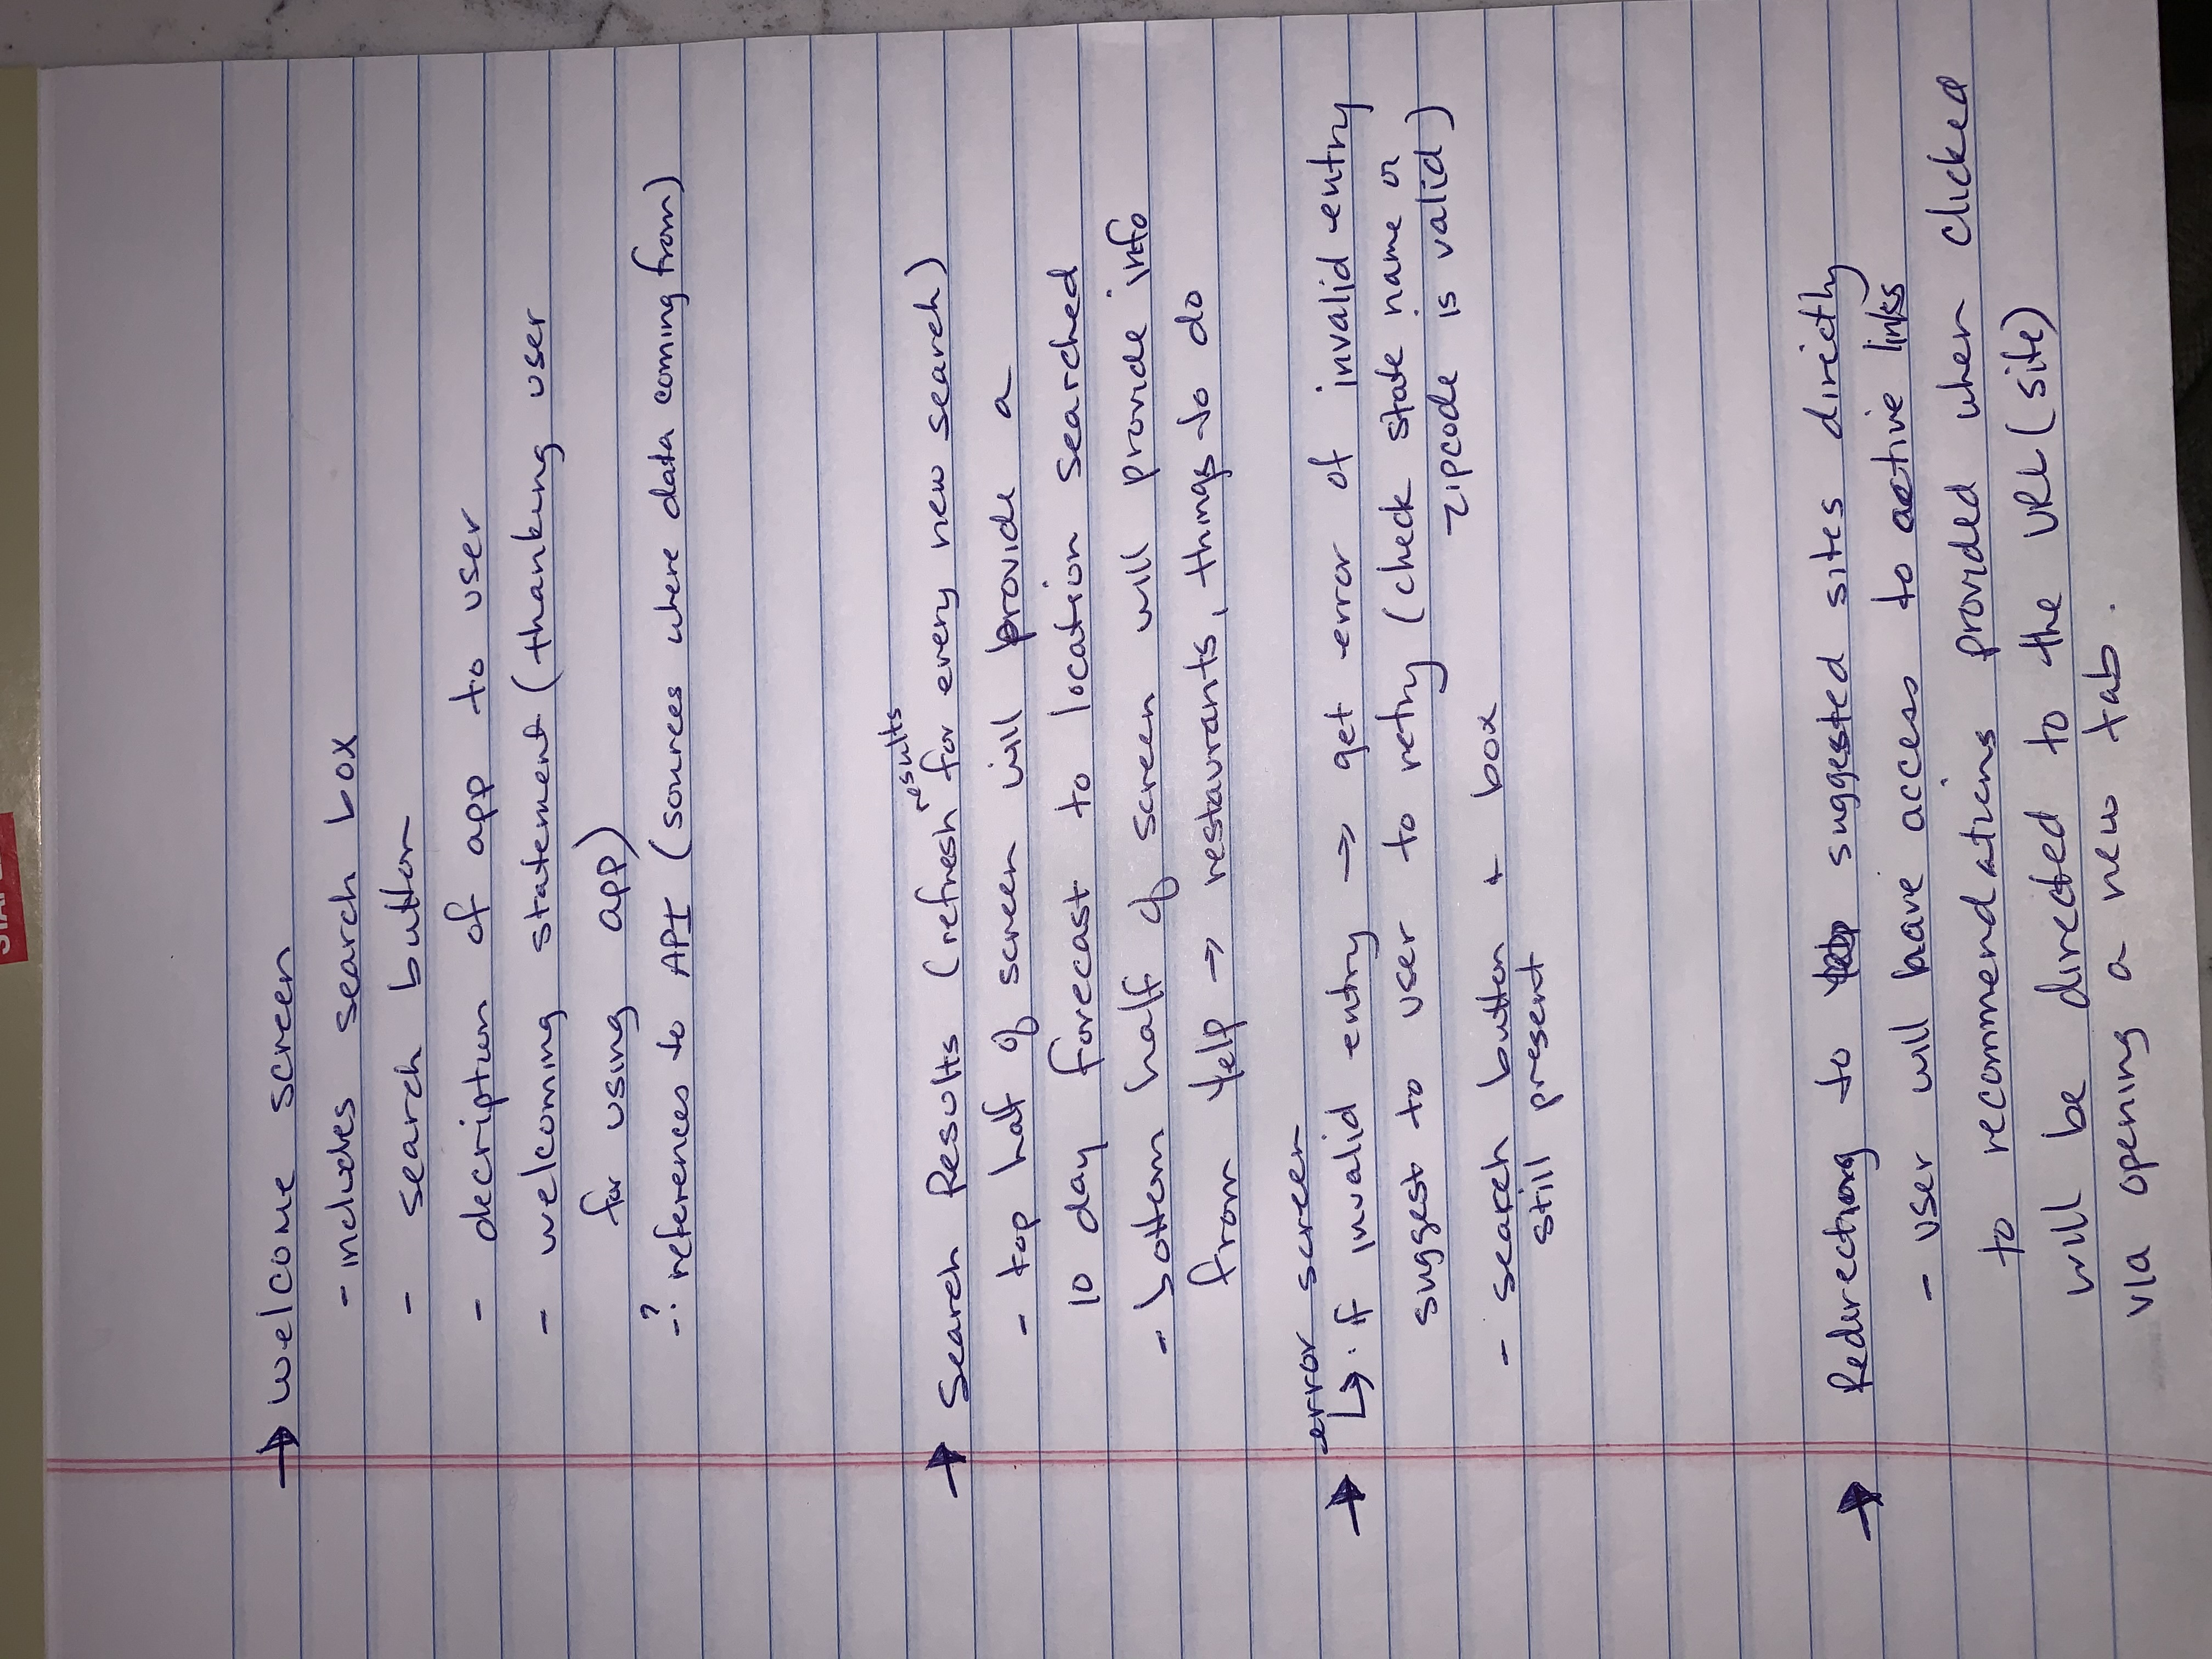 → welcome screen
- includes search box
- search button
- decription of app to user
- welcoming statement (thanking user
for using app)
-? references to API (sources where data coming from)
results
→ Search Results (refresh for every new search)
- top half of screen will provide a
10 day forecast to location searched
- bottom half of screen will provide info
from Yelp → restaurants, things to do
error screen
→ ↳ if invalid entry → get error of invalid entry
suggest to user to retry (check state name or
zipcode is valid)
- search button + box
still present
→ Redirectiong to suggested sites directly
- user will have access to active links
to recommendations provided when clicked
will be directed to the URL (site)
via opening a new tab.